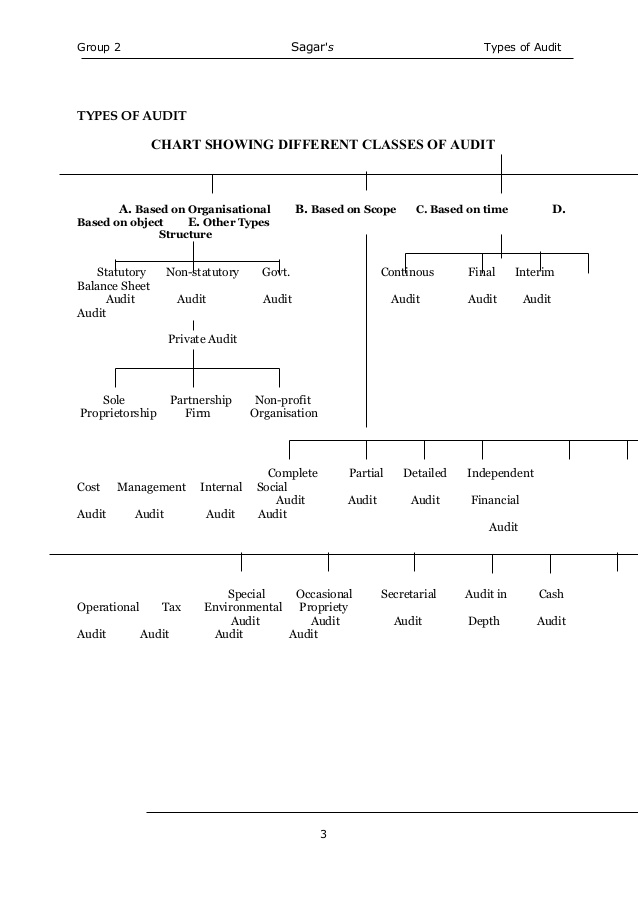 Group 2 Sagar's Types of Audit
TYPES OF AUDIT
CHART SHOWING DIFFERENT CLASSES OF AUDIT
A. Based on Organisational B. Based on Scope C. Based on time D.
Based on object E. Other Types
Structure
Statutory Non-statutory Govt. Continous Final Interim
Balance Sheet
Audit Audit Audit Audit Audit Audit
Audit
Private Audit
Sole Partnership Non-profit
Proprietorship Firm Organisation
Complete Partial Detailed Independent
Cost Management Internal Social
Audit Audit Audit Financial
Audit Audit Audit Audit
Audit
Special Occasional Secretarial Audit in Cash
Operational Tax Environmental Propriety
Audit Audit Audit Depth Audit
Audit Audit Audit Audit
3